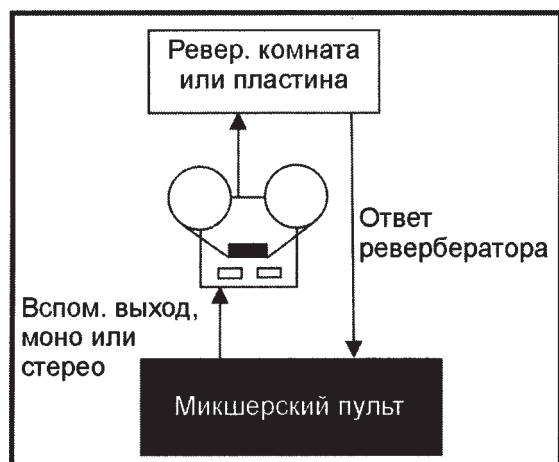 Ревер. комната
или пластина
Ответ
ревербератора
Вспом. выход,
моно или
стерео
Микшерский пульт